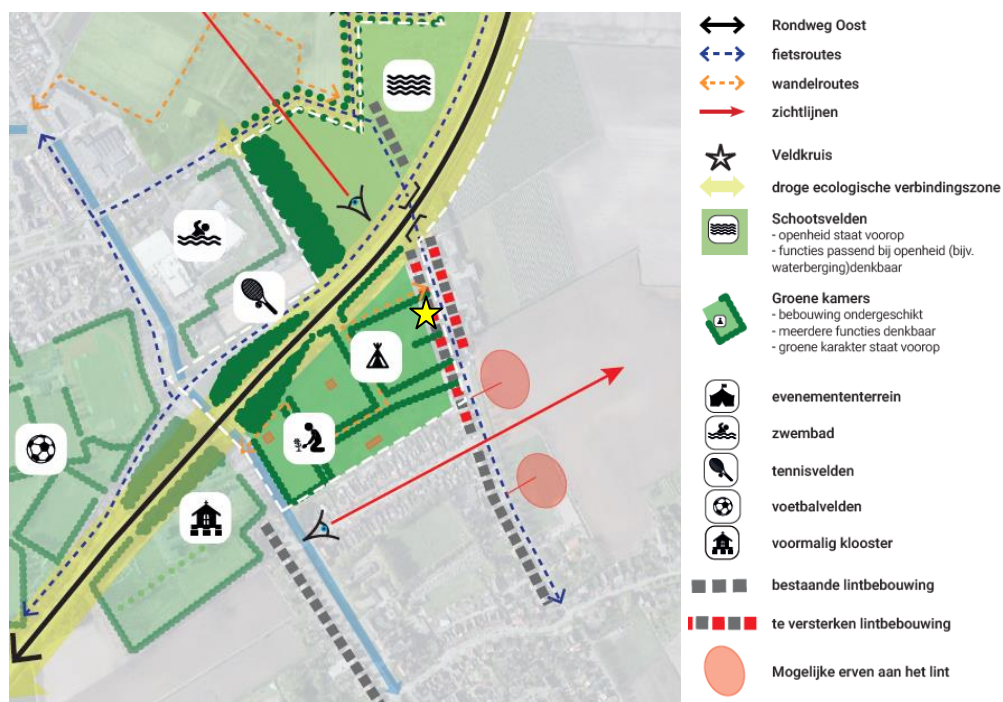 Rondweg Oost
fietsroutes
wandelroutes
zichtlijnen
Veldkruis
droge ecologische verbindingszone
Schootsvelden
- openheid staat voorop
- functies passend bij openheid (bijv.
waterberging)denkbaar
Groene kamers
- bebouwing ondergeschikt
- meerdere functies denkbaar
- groene karakter staat voorop
evenemententerrein
zwembad
tennisvelden
voetbalvelden
voormalig klooster
bestaande lintbebouwing
te versterken lintbebouwing
Mogelijke erven aan het lint